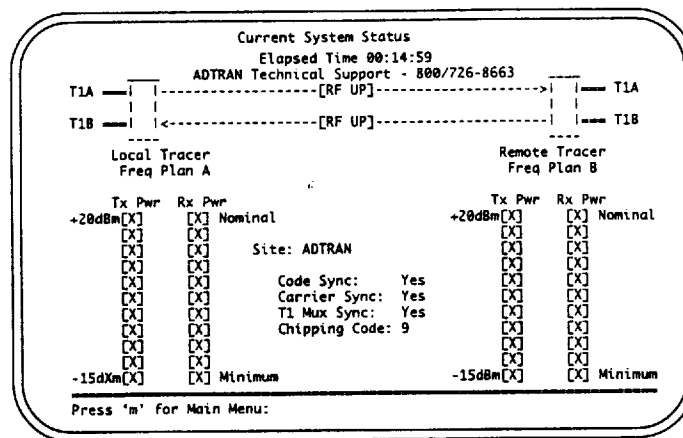 Current System Status
Elapsed Time 00:14:59
ADTRAN Technical Support - 800/726-8663
T1A [RF UP] T1A
T1B [RF UP] T1B
Local Tracer Remote Tracer
Freq Plan A Freq Plan B
Tx Pwr Rx Pwr Tx Pwr Rx Pwr
+20dBm[X] [X] Nominal +20dBm[X] [X] Nominal
[X] [X] [X] [X]
[X] [X] Site: ADTRAN [X] [X]
[X] [X] [X] [X]
[X] [X] Code Sync: Yes [X] [X]
[X] [X] Carrier Sync: Yes [X] [X]
[X] [X] T1 Mux Sync: Yes [X] [X]
[X] [X] Chipping Code: 9 [X] [X]
[X] [X] [X] [X]
-15dXm[X] [X] Minimum -15dBm[X] [X] Minimum
Press 'm' for Main Menu: